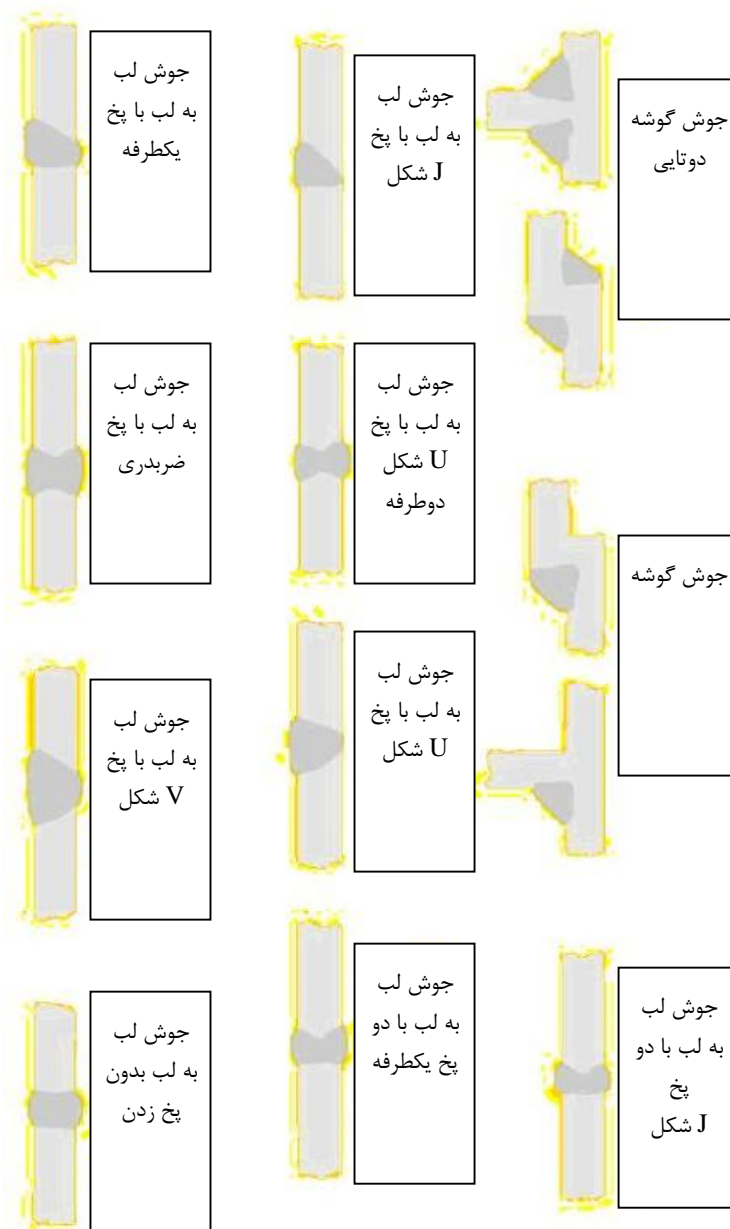 جوش گوشه
دوتایی
جوش لب
به لب با پخ
J شکل
جوش لب
به لب با پخ
یکطرفه
جوش گوشه
جوش لب
به لب با پخ
U شکل
دوطرفه
جوش لب
به لب با پخ
ضربدری
جوش لب
به لب با پخ
U شکل
جوش لب
به لب با پخ
V شکل
جوش لب
به لب با دو
پخ
J شکل
جوش لب
به لب با دو
پخ یکطرفه
جوش لب
به لب بدون
پخ زدن